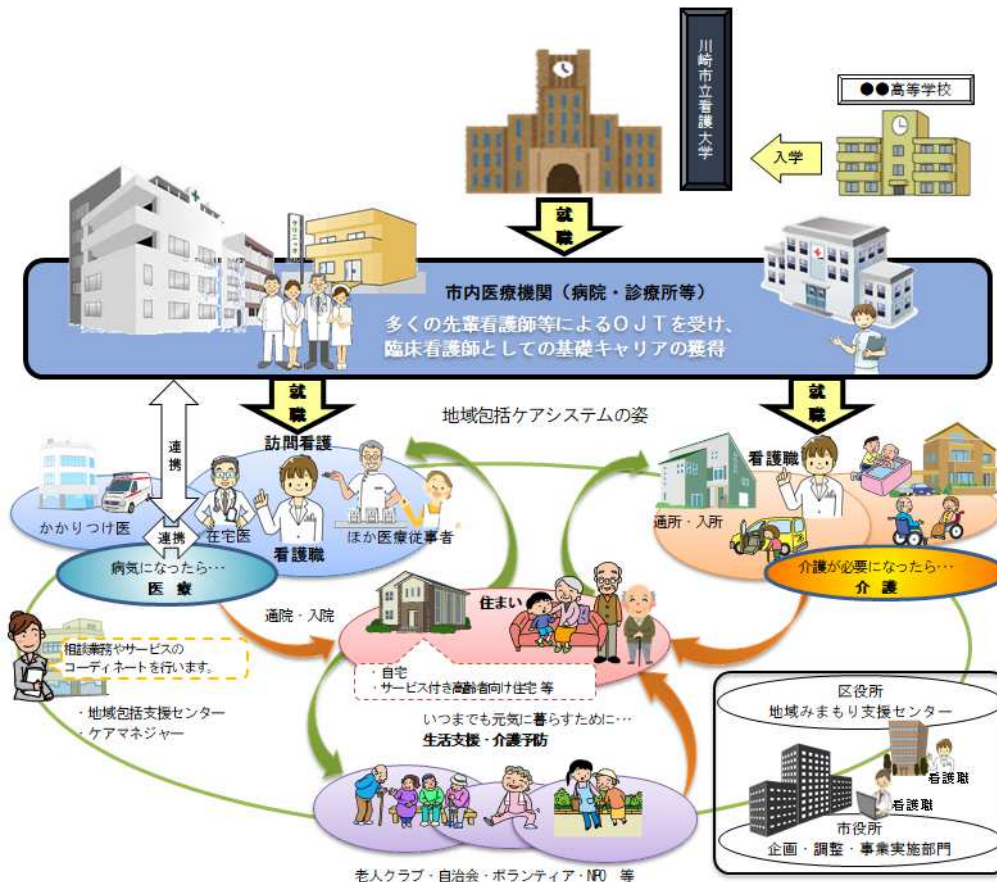 川崎市立看護大学
●●高等学校
入学
就職
クリニック
市内医療機関（病院・診療所等）
多くの先輩看護師等によるＯＪＴを受け、
臨床看護師としての基礎キャリアの獲得
就職
就職
連携
地域包括ケアシステムの姿
訪問看護
看護職
かかりつけ医
連携
在宅医
看護職
ほか医療従事者
通所・入所
病気になったら…
医 療
介護が必要になったら…
介 護
通院・入院
住まい
相談業務やサービスの
コーディネートを行います。
・自宅
・サービス付き高齢者向け住宅 等
・地域包括支援センター
・ケアマネジャー
いつまでも元気に暮らすために…
生活支援・介護予防
区役所
地域みまもり支援センター
看護職
看護職
市役所
企画・調整・事業実施部門
老人クラブ・自治会・ボランティア・NPO 等